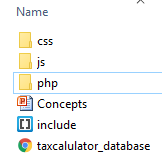 Name
css
js
php
Concepts
include
taxcalulator_database